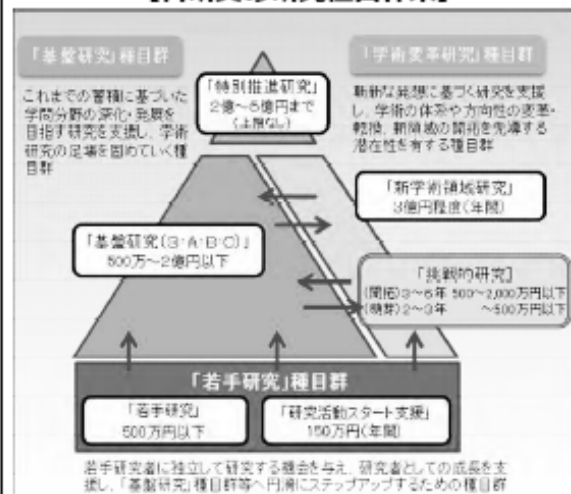 「基盤研究」種目群
これまでの蓄積に基づいた
学問分野の深化・発展を
目指す研究を支援し、学術
研究の足場を固めていく種
目群
「特別推進研究」
2億～5億円まで
(上限なし)
「学術変革研究」種目群
斬新な発想に基づく研究を支援
し、学術の体系や方向性の変革・
転換、新領域の開拓を先導する
潜在性を有する種目群
「新学術領域研究」
3億円程度(年間)
「基盤研究(S・A・B・C)」
500万～2億円以下
「挑戦的研究」
(開拓)3～6年 500～2,000万円以下
(萌芽)2～3年 ～500万円以下
「若手研究」種目群
「若手研究」
500万円以下
「研究活動スタート支援」
150万円(年間)
若手研究者に独立して研究する機会を与え、研究者としての成長を支
援し、「基盤研究」種目群等へ円滑にステップアップするための種目群